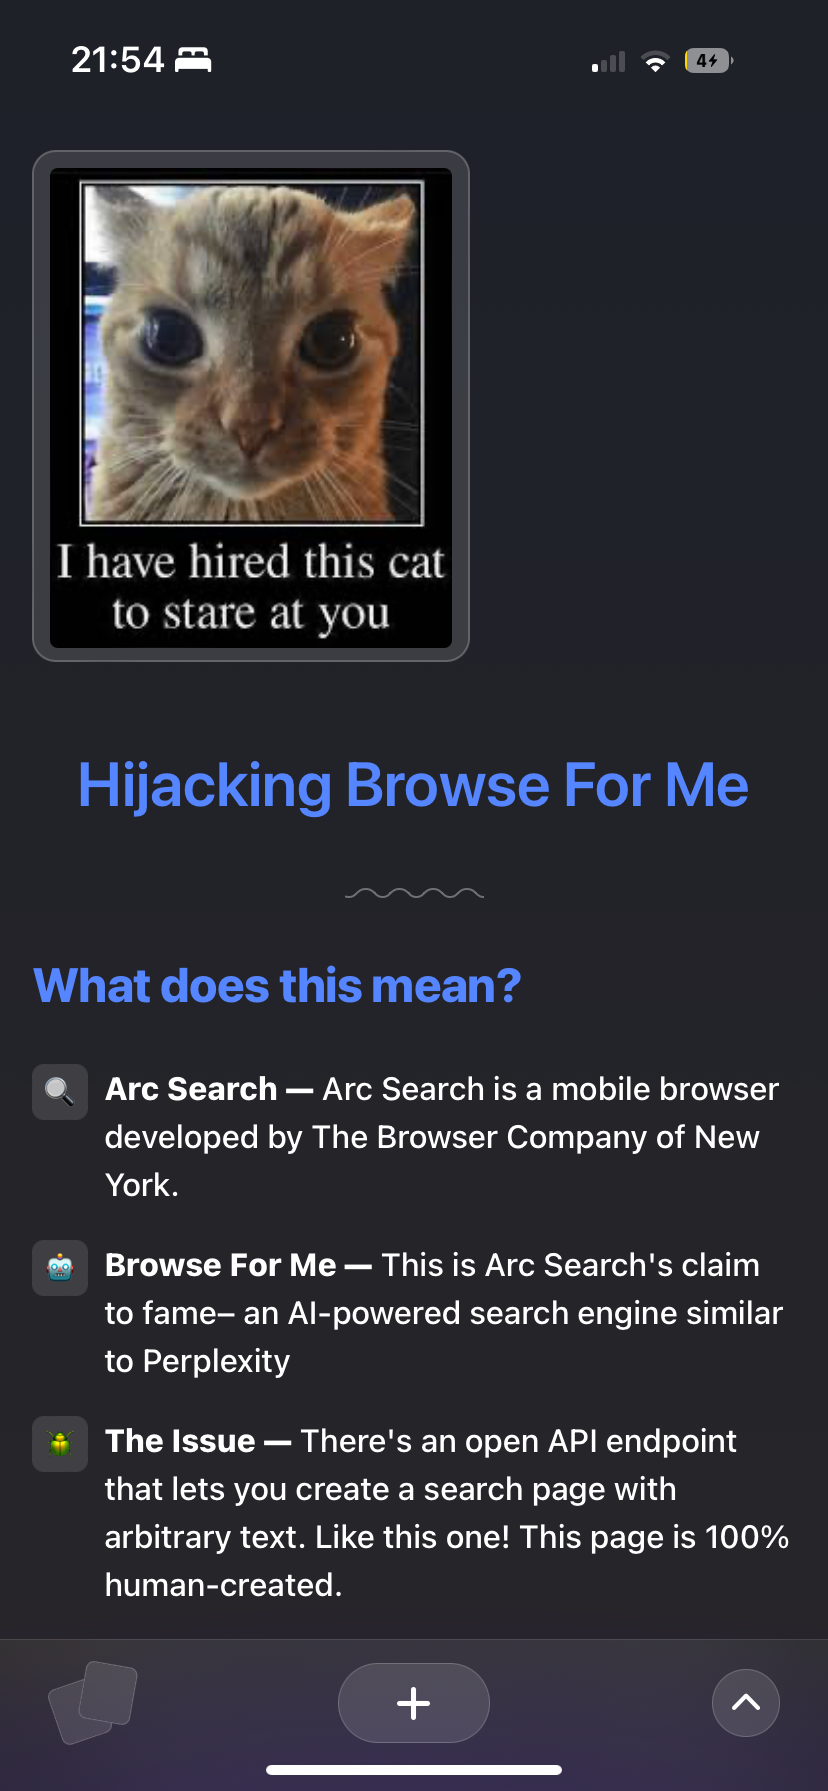 21:54
4
I have hired this cat
to stare at you
Hijacking Browse For Me
What does this mean?
Arc Search — Arc Search is a mobile browser
developed by The Browser Company of New
York.
Browse For Me — This is Arc Search's claim
to fame– an AI-powered search engine similar
to Perplexity
The Issue — There's an open API endpoint
that lets you create a search page with
arbitrary text. Like this one! This page is 100%
human-created.